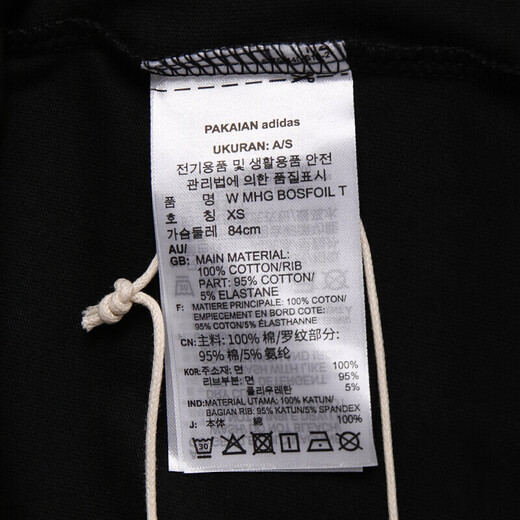 PAKAIAN adidas
UKURAN: A/S
전기용품 및 생활용품 안전
관리법에 의한 품질표시
품 명 W MHG BOSFOIL T
호 칭 XS
가슴둘레 84cm
AU/
GB: MAIN MATERIAL:
100% COTTON/RIB
PART: 95% COTTON/
5% ELASTANE
F: MATIERE PRINCIPALE: 100% COTON/
EMPIECEMENT EN BORD COTE:
95% COTON/5% ELASTHANNE
CN: 主料: 100% 棉/罗纹部分:
95% 棉/5% 氨纶
KOR: 주소재: 면 100%
리브부분: 면 95%
폴리우레탄 5%
IND: MATERIAL UTAMA: 100% KATUN/
BAGIAN RIB: 95% KATUN/5% SPANDEX
J: 本体 綿 100%
30